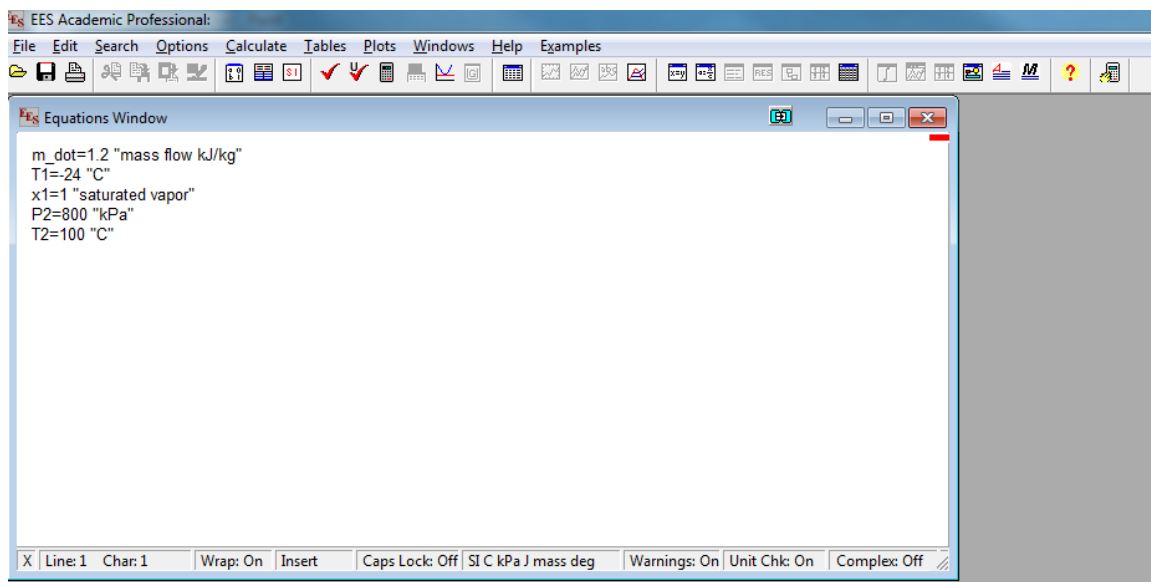 EES Academic Professional:
File Edit Search Options Calculate Tables Plots Windows Help Examples
EES Equations Window
m_dot=1.2 "mass flow kJ/kg"
T1=-24 "C"
x1=1 "saturated vapor"
P2=800 "kPa"
T2=100 "C"
X Line: 1 Char: 1 Wrap: On Insert Caps Lock: Off SI C kPa J mass deg Warnings: On Unit Chk: On Complex: Off